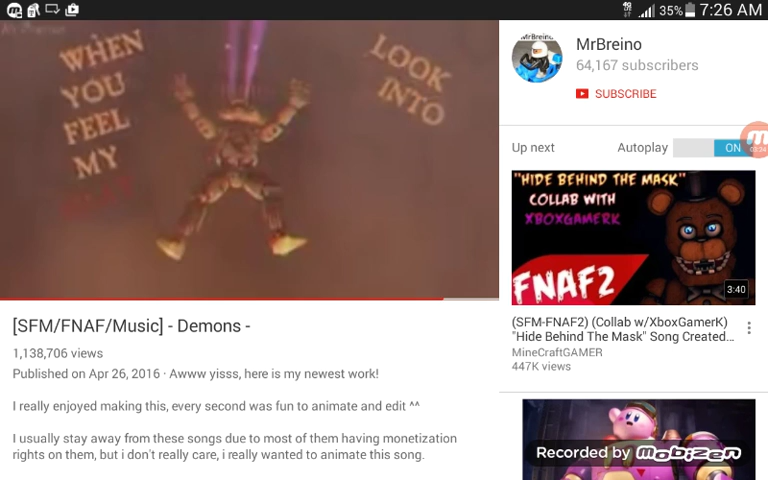 35% 7:26 AM
WHEN
YOU
FEEL
MY
HEAT
LOOK
INTO
MrBreino
MrBreino
64,167 subscribers
SUBSCRIBE
Up next
Autoplay
ON
"HIDE BEHIND THE MASK"
COLLAB WITH
XBOXGAMERK
FNAF2
3:40
(SFM-FNAF2) (Collab w/XboxGamerK)
"Hide Behind The Mask" Song Created...
MineCraftGAMER
447K views
[SFM/FNAF/Music] - Demons -
1,138,706 views
Published on Apr 26, 2016 · Awww yisss, here is my newest work!
I really enjoyed making this, every second was fun to animate and edit ^^
I usually stay away from these songs due to most of them having monetization
rights on them, but i don't really care, i really wanted to animate this song.
Recorded by Mobizen